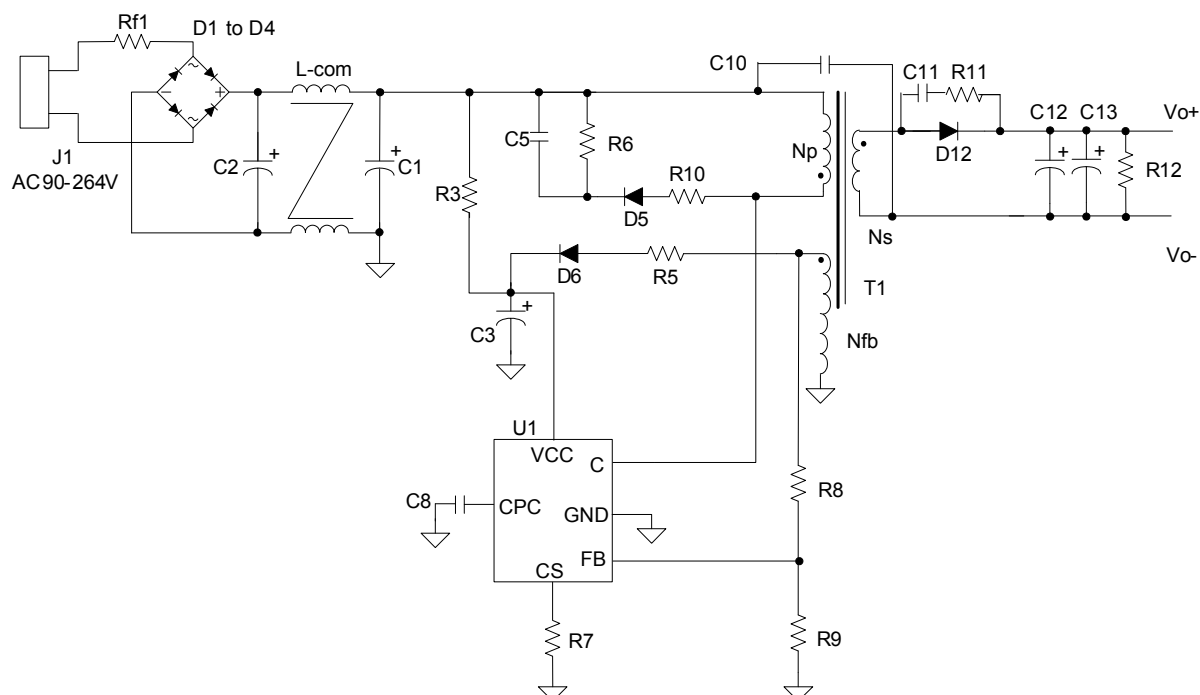 Rf1
D1 to D4
L-com
J1
AC90-264V
C2
+
C1
+
R3
C5
R6
D5
R10
C10
Np
C11
R11
D12
C12
C13
+
+
R12
Vo+
Vo-
Ns
T1
Nfb
D6
R5
C3
+
U1
VCC
C
CPC
GND
FB
CS
C8
R7
R8
R9